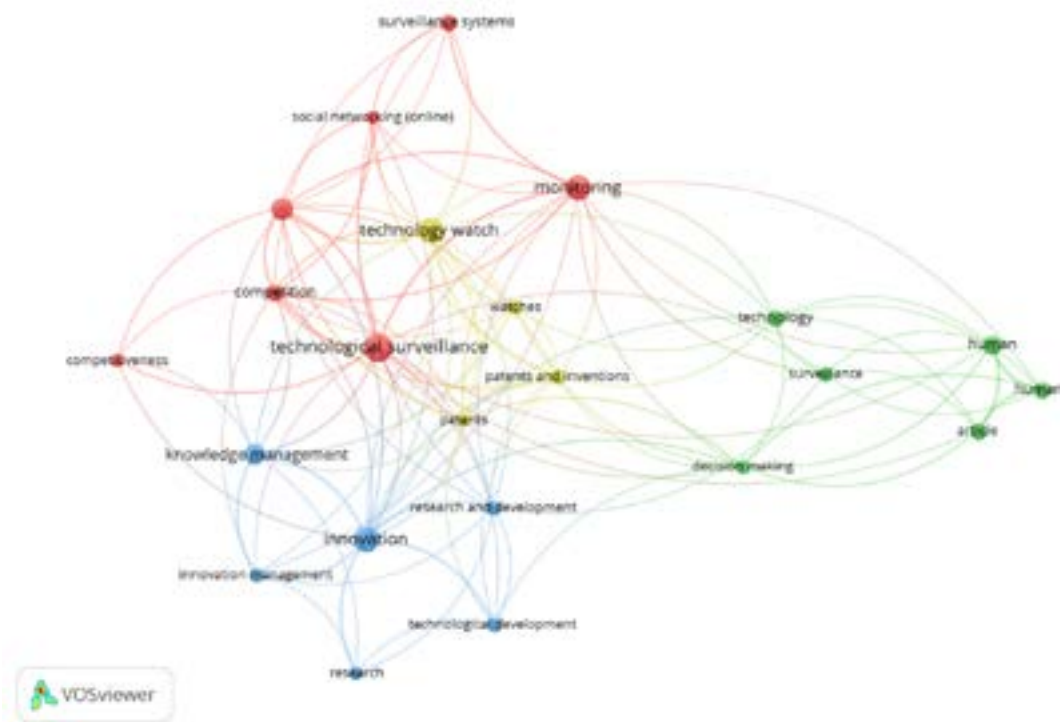 surveillance systems
social networking (online)
monitoring
technology watch
competition
watches
technology
technological surveillance
human
competitiveness
surveillance
patents and inventions
human
patents
article
knowledge management
decision making
research and development
innovation
innovation management
technological development
research
VOSviewer